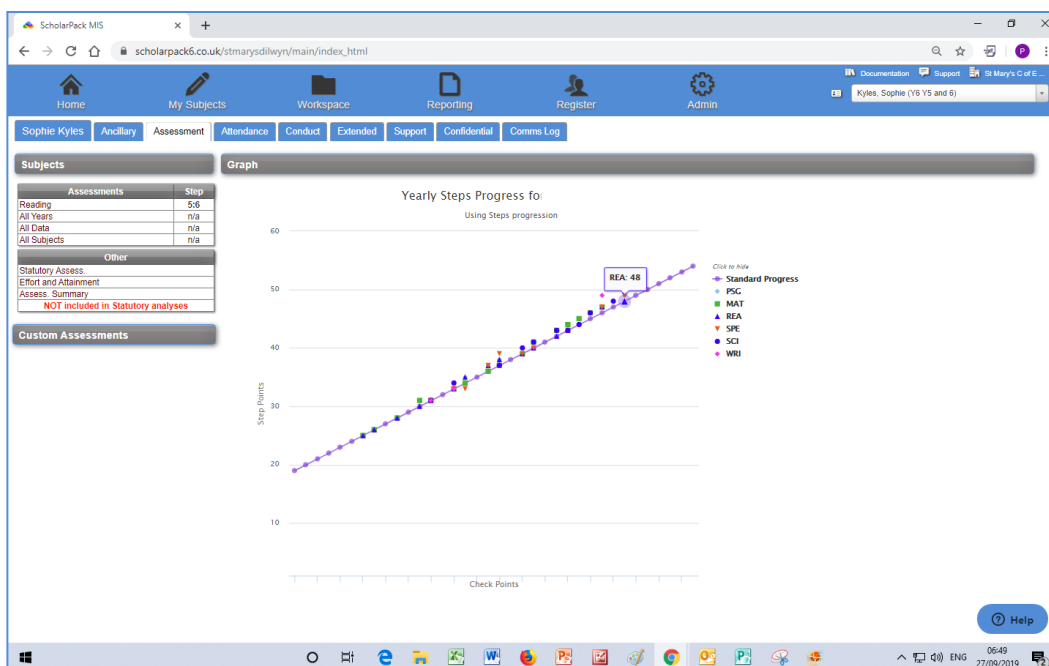 ScholarPack MIS
scholarpack6.co.uk/stmarysdilwyn/main/index_html
P
Documentation Support St Mary's C of E ...
Home My Subjects Workspace Reporting Register Admin
Kyles, Sophie (Y6 Y5 and 6)
Sophie Kyles Ancillary Assessment Attendance Conduct Extended Support Confidential Comms Log
Subjects
Assessments Step
Reading 5:6
All Years n/a
All Data n/a
All Subjects n/a
Other
Statutory Assess.
Effort and Attainment
Assess. Summary
NOT included in Statutory analyses
Custom Assessments
Graph
Yearly Steps Progress for
Using Steps progression
60
50
40
30
20
10
Step Points
Check Points
REA: 48
Click to hide
Standard Progress
PSG
MAT
REA
SPE
SCI
WRI
Help
ENG
06:49
27/09/2019
2